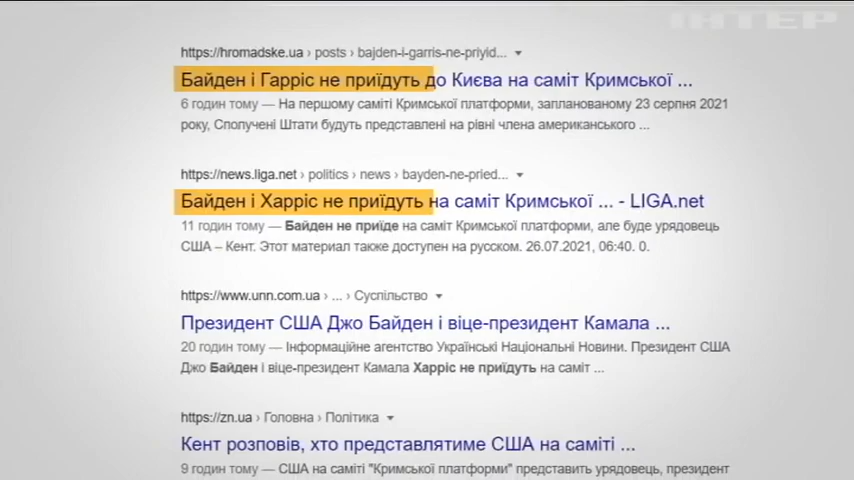 ІНТЕР
https://hromadske.ua › posts › bajden-i-garris-ne-priyid...
Байден і Гарріс не приїдуть до Києва на саміт Кримської ...
6 годин тому — На першому саміті Кримської платформи, запланованому 23 серпня 2021
року, Сполучені Штати будуть представлені на рівні члена американського ...
https://news.liga.net › politics › news › bayden-ne-pried...
Байден і Харріс не приїдуть на саміт Кримської ... - LIGA.net
11 годин тому — Байден не приїде на саміт Кримської платформи, але буде урядовець
США – Кент. Этот материал также доступен на русском. 26.07.2021, 06:40. 0.
https://www.unn.com.ua › ... › Суспільство
Президент США Джо Байден і віце-президент Камала ...
20 годин тому — Інформаційне агентство Українські Національні Новини. Президент США
Джо Байден і віце-президент Камала Харріс не приїдуть на саміт ...
https://zn.ua › Головна › Політика
Кент розповів, хто представлятиме США на саміті ...
9 годин тому — США на саміті "Кримської платформи" представить урядовець, президент